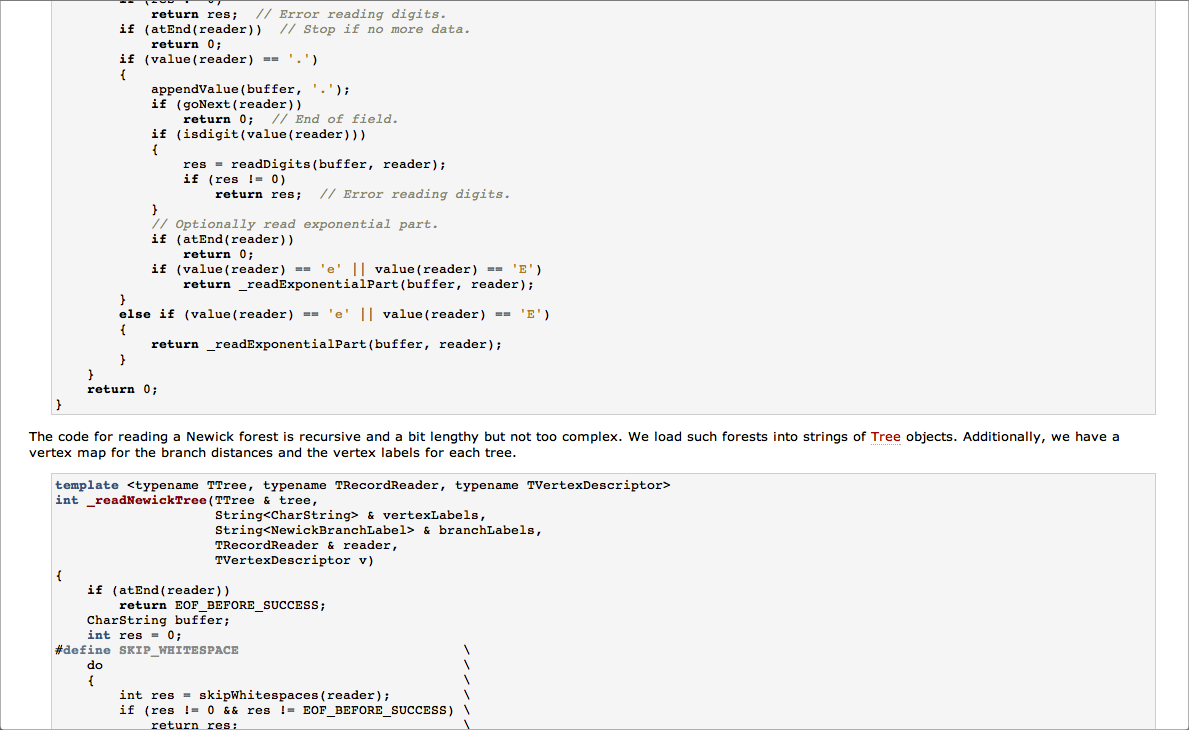 return res;  // Error reading digits.
if (atEnd(reader))  // Stop if no more data.
return 0;
if (value(reader) == '.')
{
appendValue(buffer, '.');
if (goNext(reader))
return 0;  // End of field.
if (isdigit(value(reader)))
{
res = readDigits(buffer, reader);
if (res != 0)
return res;  // Error reading digits.
}
// Optionally read exponential part.
if (atEnd(reader))
return 0;
if (value(reader) == 'e' || value(reader) == 'E')
return _readExponentialPart(buffer, reader);
}
else if (value(reader) == 'e' || value(reader) == 'E')
{
return _readExponentialPart(buffer, reader);
}
}
return 0;
}
The code for reading a Newick forest is recursive and a bit lengthy but not too complex. We load such forests into strings of Tree objects. Additionally, we have a
vertex map for the branch distances and the vertex labels for each tree.
template <typename TTree, typename TRecordReader, typename TVertexDescriptor>
int _readNewickTree(TTree & tree,
String<CharString> & vertexLabels,
String<NewickBranchLabel> & branchLabels,
TRecordReader & reader,
TVertexDescriptor v)
{
if (atEnd(reader))
return EOF_BEFORE_SUCCESS;
CharString buffer;
int res = 0;
#define SKIP_WHITESPACE \
do \
{ \
int res = skipWhitespaces(reader); \
if (res != 0 && res != EOF_BEFORE_SUCCESS) \
return res; \